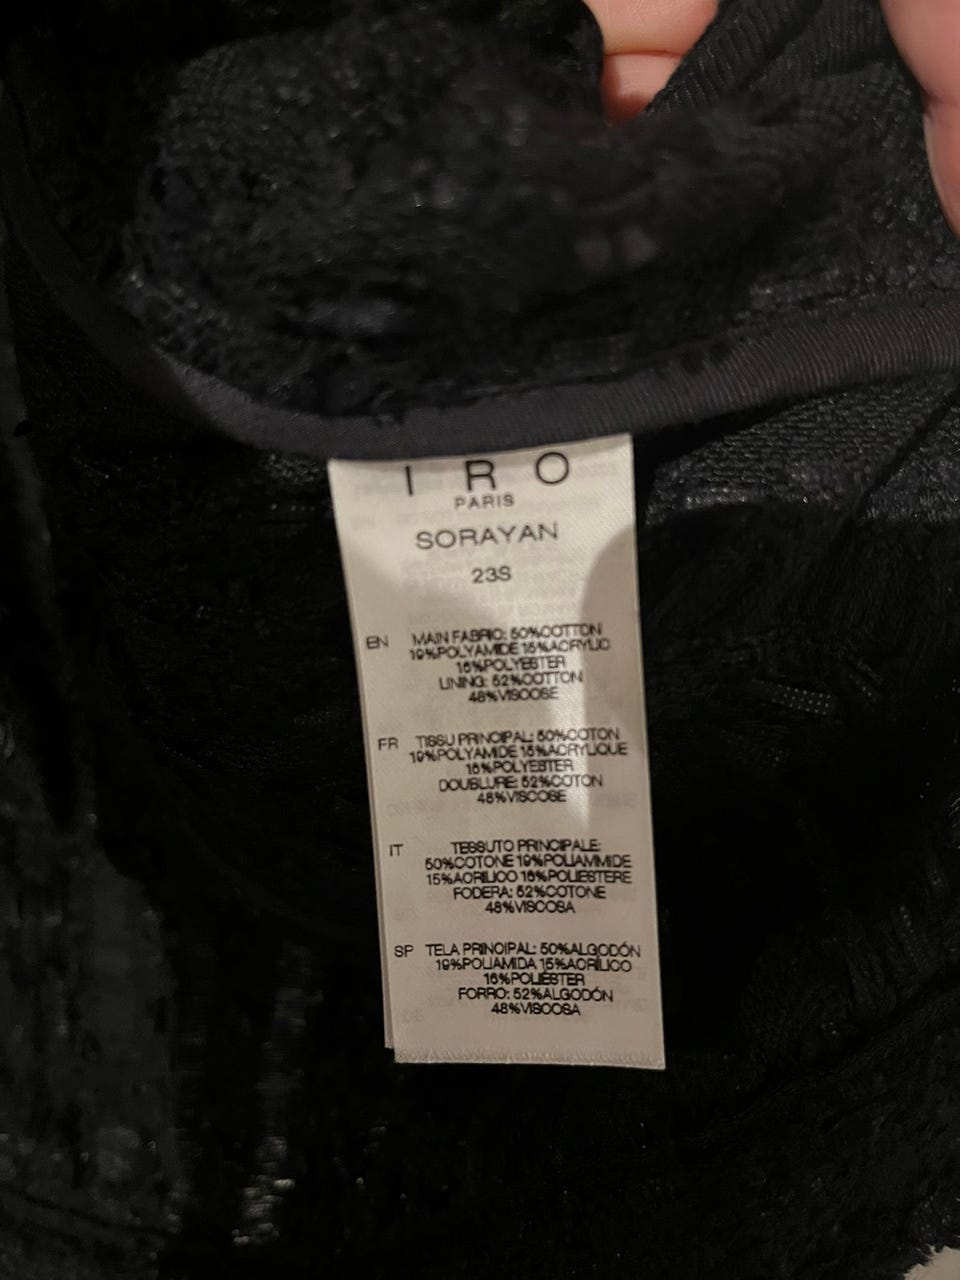 I R O
PARIS
SORAYAN
23S
EN MAIN FABRIC: 50%COTTON
19%POLYAMIDE 15%ACRYLIC
16%POLYESTER
LINING: 52%COTTON
48%VISCOSE
FR TISSU PRINCIPAL: 50%COTON
19%POLYAMIDE 15%ACRYLIQUE
16%POLYESTER
DOUBLURE: 52%COTON
48%VISCOSE
IT TESSUTO PRINCIPALE:
50%COTONE 19%POLIAMMIDE
15%ACRILICO 16%POLIESTERE
FODERA: 52%COTONE
48%VISCOSA
SP TELA PRINCIPAL: 50%ALGODÓN
19%POLIAMIDA 15%ACRÍLICO
16%POLIÉSTER
FORRO: 52%ALGODÓN
48%VISCOSA